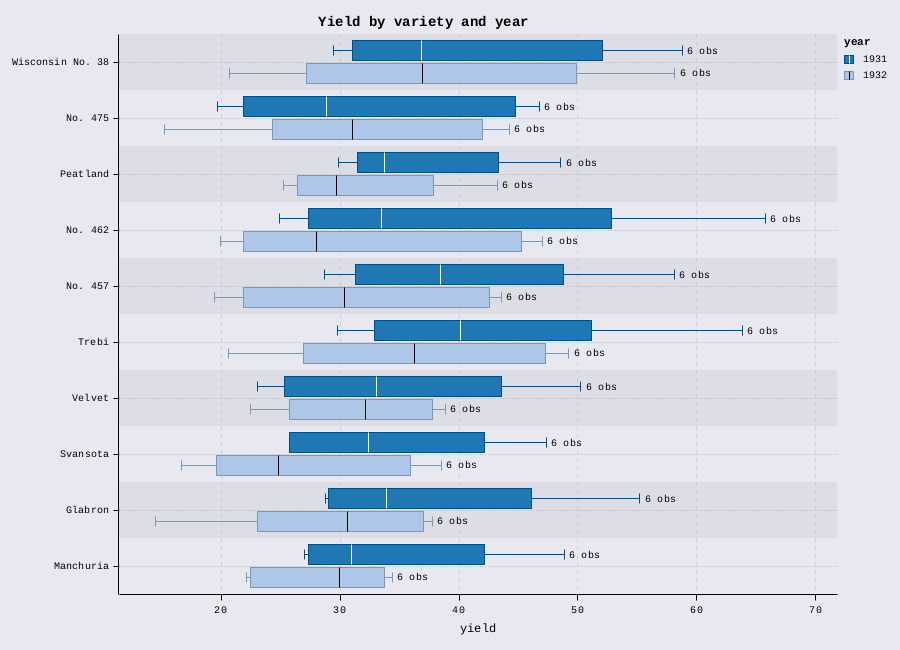 Yield by variety and year
year
1931
1932
Wisconsin No. 38
6 obs
6 obs
No. 475
6 obs
6 obs
Peatland
6 obs
6 obs
No. 462
6 obs
6 obs
No. 457
6 obs
6 obs
Trebi
6 obs
6 obs
Velvet
6 obs
6 obs
Svansota
6 obs
6 obs
Glabron
6 obs
6 obs
Manchuria
6 obs
6 obs
20 30 40 50 60 70
yield